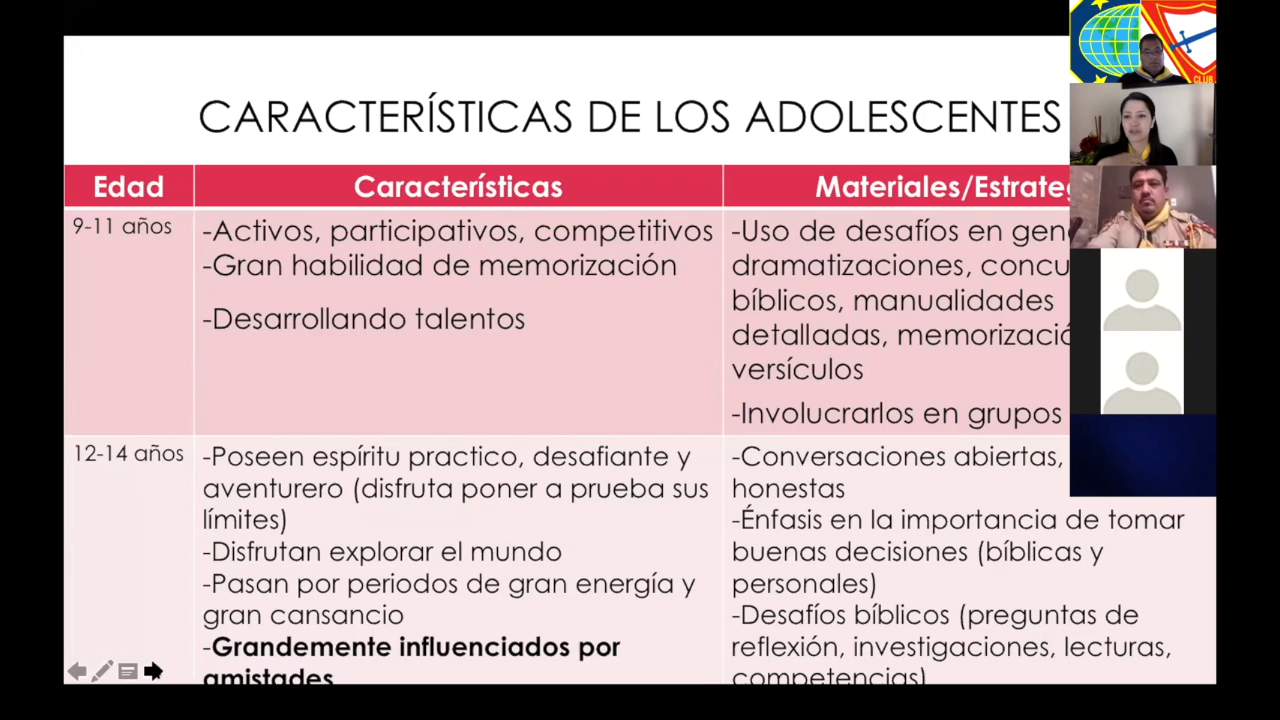 CARACTERÍSTICAS DE LOS ADOLESCENTES
Edad
Características
Materiales/Estrateg
9-11 años
-Activos, participativos, competitivos
-Gran habilidad de memorización
-Desarrollando talentos
-Uso de desafíos en gen
dramatizaciones, concu
bíblicos, manualidades
detalladas, memorizació
versículos
-Involucrarlos en grupos
12-14 años
-Poseen espíritu practico, desafiante y
aventurero (disfruta poner a prueba sus
límites)
-Disfrutan explorar el mundo
-Pasan por periodos de gran energía y
gran cansancio
-Grandemente influenciados por
amistades
-Conversaciones abiertas,
honestas
-Énfasis en la importancia de tomar
buenas decisiones (bíblicas y
personales)
-Desafíos bíblicos (preguntas de
reflexión, investigaciones, lecturas,
competencias)
CLUB